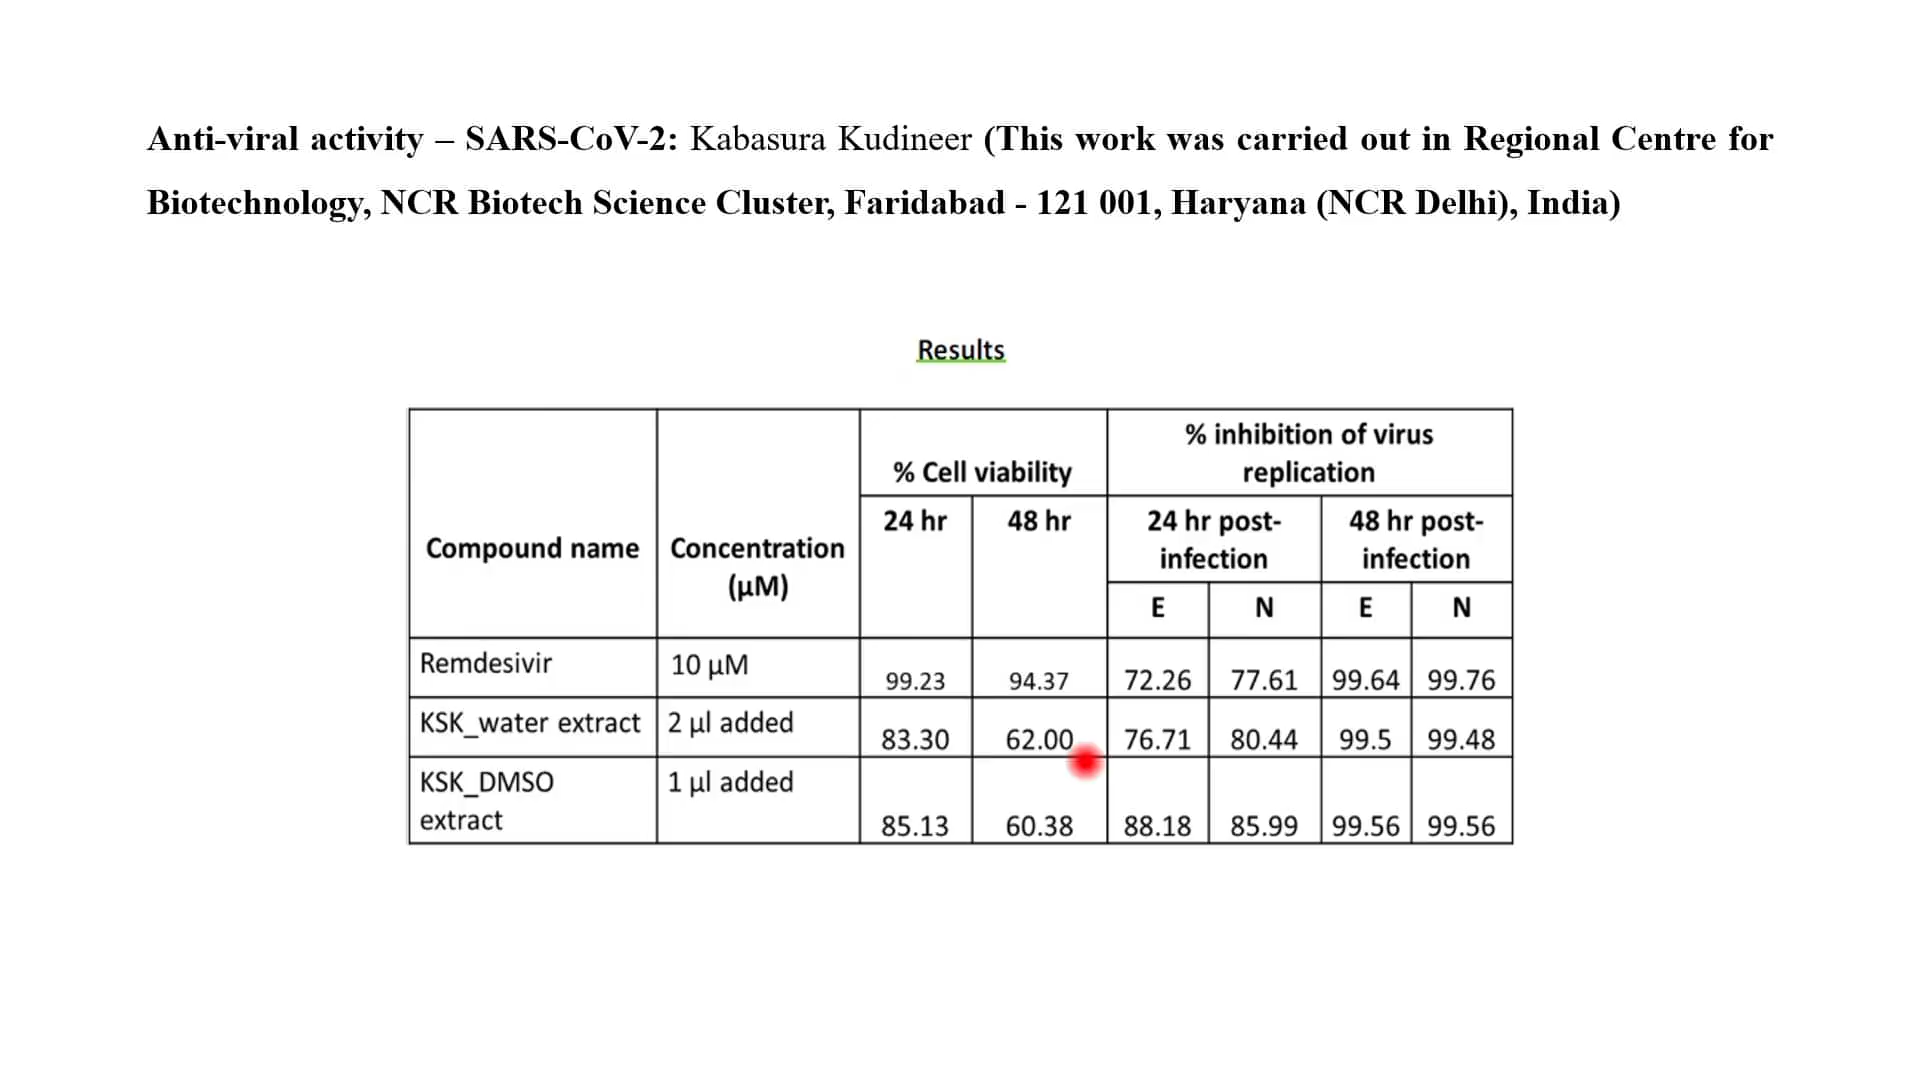 Anti-viral activity – SARS-CoV-2: Kabasura Kudineer (This work was carried out in Regional Centre for
Biotechnology, NCR Biotech Science Cluster, Faridabad - 121 001, Haryana (NCR Delhi), India)
Results
Compound name
Concentration
(µM)
% Cell viability
% inhibition of virus
replication
24 hr
48 hr
24 hr post-
infection
48 hr post-
infection
E N E N
Remdesivir 10 µM 99.23 94.37 72.26 77.61 99.64 99.76
KSK_water extract 2 µl added 83.30 62.00 76.71 80.44 99.5 99.48
KSK_DMSO
extract 1 µl added 85.13 60.38 88.18 85.99 99.56 99.56